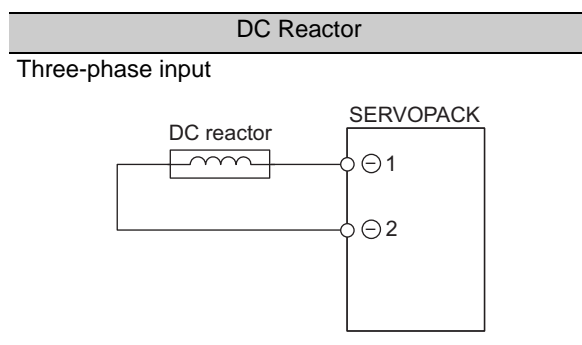 DC Reactor
Three-phase input
SERVOPACK
DC reactor
⊖ 1
⊖ 2